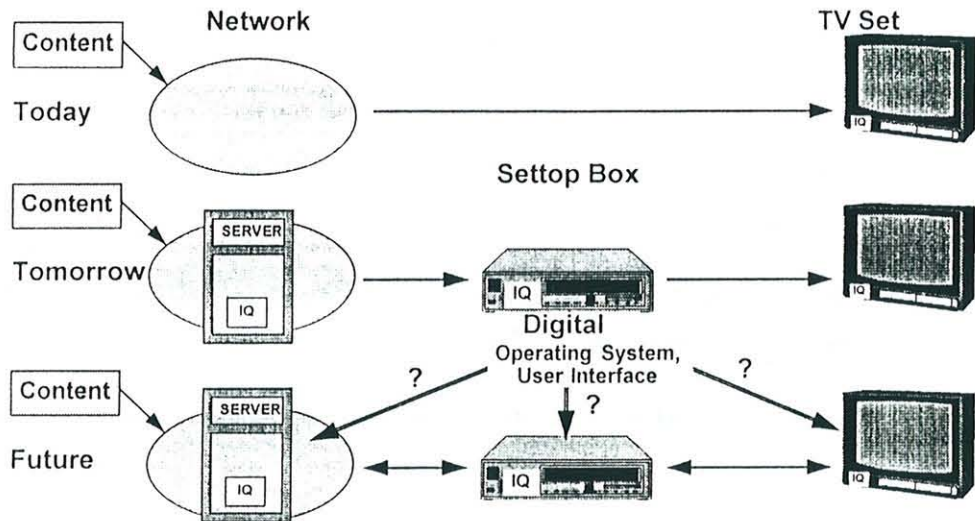 Network
TV Set
Content
Today
IQ
Settop Box
Content
SERVER
Tomorrow
IQ
IQ
Digital
Operating System,
User Interface
?
?
?
Content
SERVER
Future
IQ
IQ
IQ